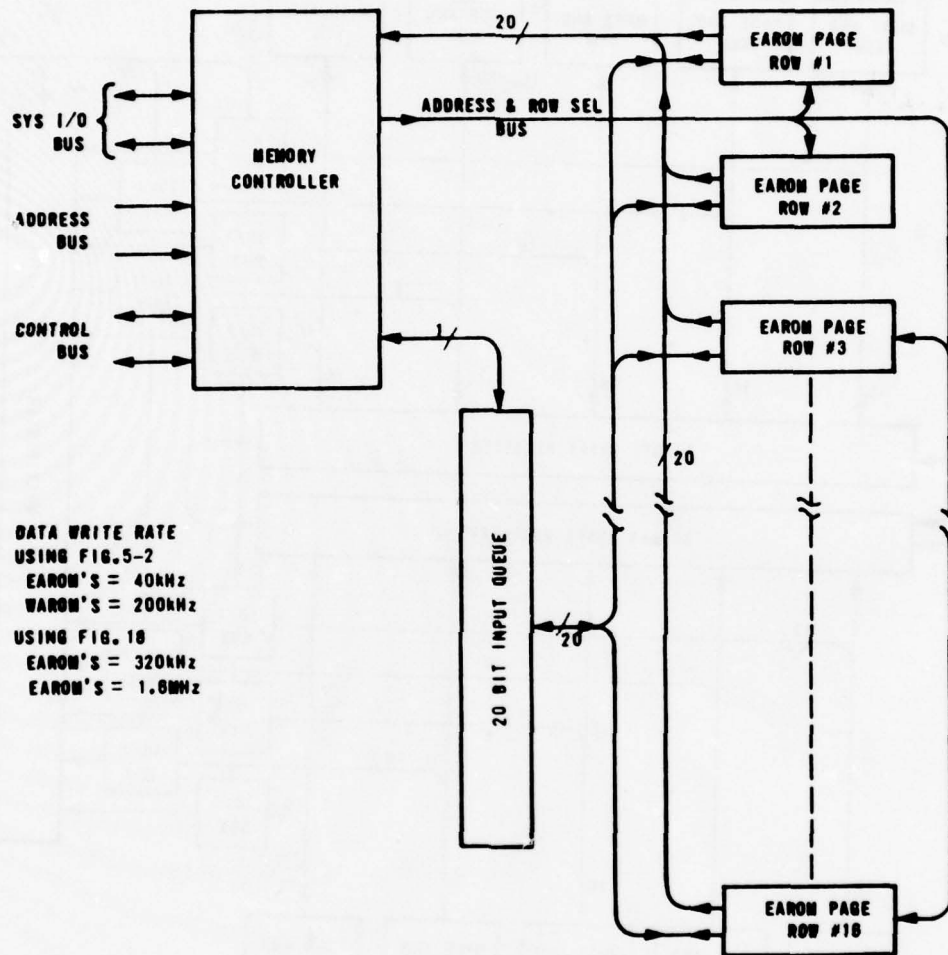 20
EAROM PAGE
ROW #1
SYS I/O
BUS
MEMORY
CONTROLLER
ADDRESS & ROW SEL
BUS
EAROM PAGE
ROW #2
ADDRESS
BUS
CONTROL
BUS
1
EAROM PAGE
ROW #3
20
DATA WRITE RATE
USING FIG.5-2
EAROM'S = 40kHz
WAROM'S = 200kHz
USING FIG.18
EAROM'S = 320kHz
EAROM'S = 1.6MHz
20 BIT INPUT QUEUE
20
EAROM PAGE
ROW #16